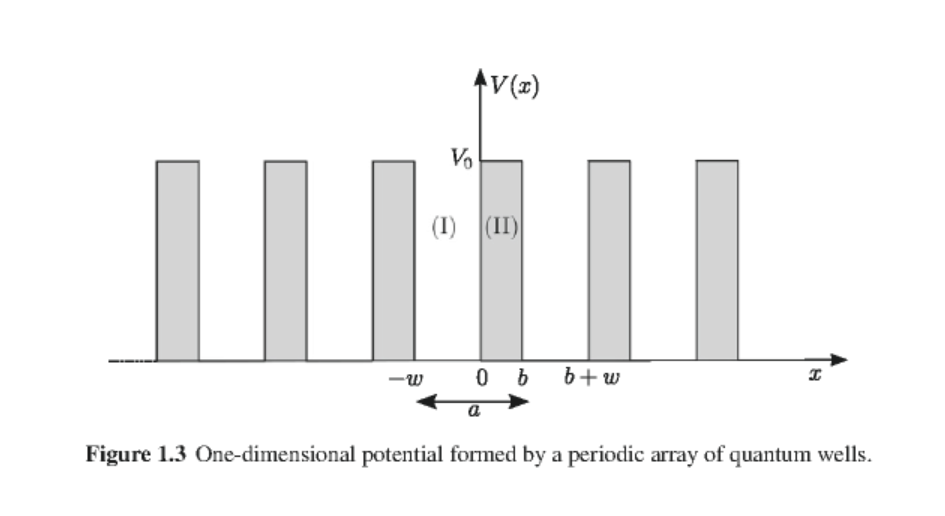 V(x)
V₀
(I) (II)
−w 0 b b + w x
a
Figure 1.3 One-dimensional potential formed by a periodic array of quantum wells.